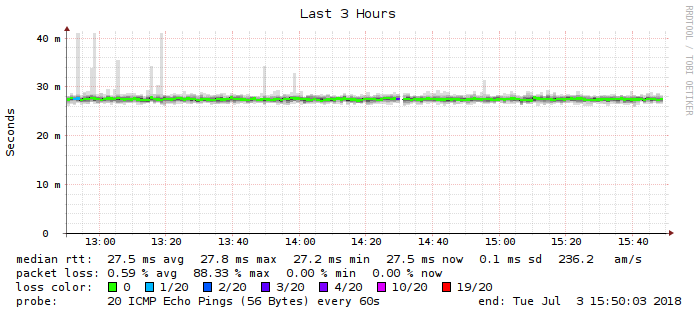 Last 3 Hours
RRDTOOL / TOBI OETIKER
Seconds
40 m
30 m
20 m
10 m
0
13:00 13:20 13:40 14:00 14:20 14:40 15:00 15:20 15:40
median rtt: 27.5 ms avg 27.8 ms max 27.2 ms min 27.5 ms now 0.1 ms sd 236.2 am/s
packet loss: 0.59 % avg 88.33 % max 0.00 % min 0.00 % now
loss color: 0 1/20 2/20 3/20 4/20 10/20 19/20
probe: 20 ICMP Echo Pings (56 Bytes) every 60s end: Tue Jul 3 15:50:03 2018